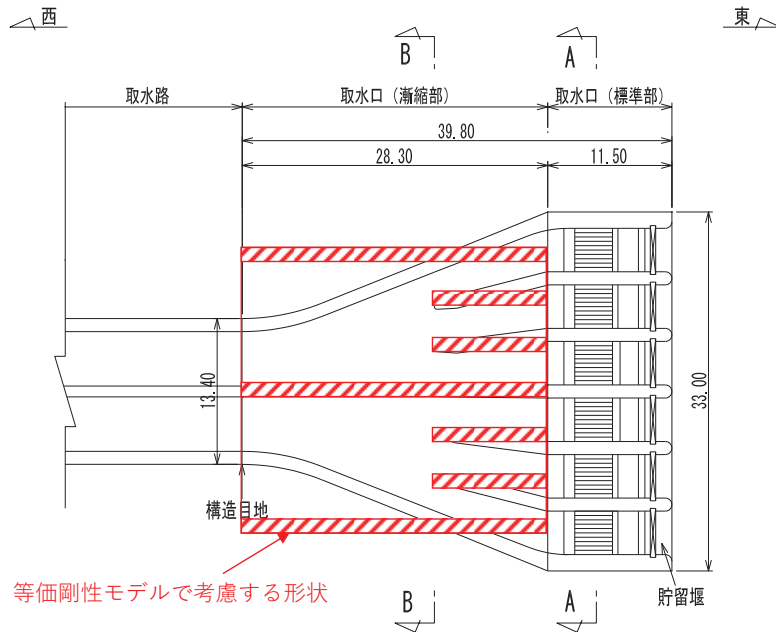 西
東
B
A
取水路
取水口（漸縮部）
取水口（標準部）
39.80
28.30
11.50
13.40
33.00
構造目地
等価剛性モデルで考慮する形状
貯留堰
B
A